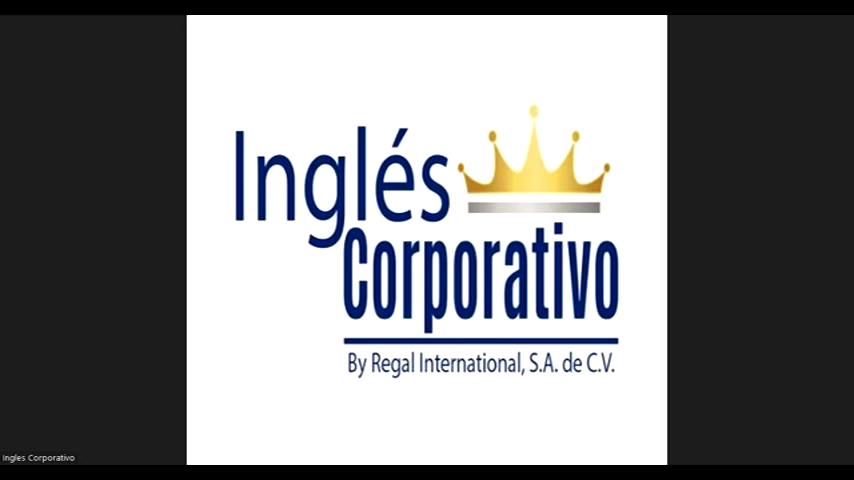 Inglés
Corporativo
By Regal International, S.A. de C.V.
Ingles Corporativo